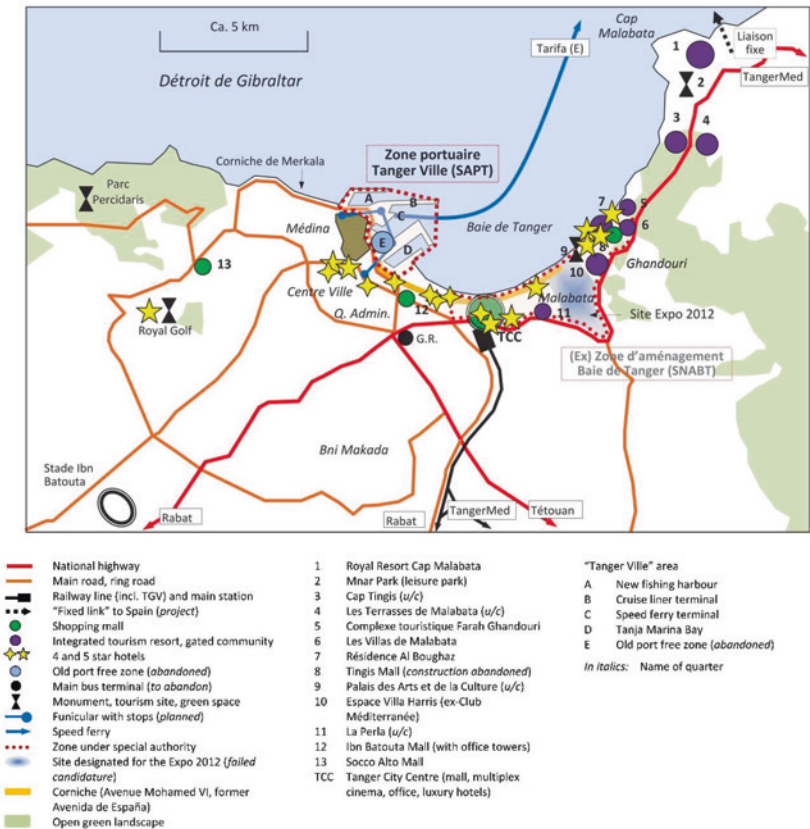 Ca. 5 km
Cap
Malabata
Tarifa (E)
Liaison
fixe
TangerMed
Détroit de Gibraltar
1
2
3
4
Corniche de Merkala
Zone portuaire
Tanger Ville (SAPT)
Parc
Percidaris
A
B
C
Médina
E
D
Baie de Tanger
7
5
6
8
9
10
Ghandouri
13
Centre Ville
Malabata
Royal Golf
Q. Admin.
12
11
Site Expo 2012
G.R.
TCC
(Ex) Zone d'aménagement
Baie de Tanger (SNABT)
Bni Makada
Stade Ibn
Batouta
Rabat
Rabat
TangerMed
Tétouan
National highway
Main road, ring road
Railway line (incl. TGV) and main station
"Fixed link" to Spain (project)
Shopping mall
Integrated tourism resort, gated community
4 and 5 star hotels
Old port free zone (abandoned)
Main bus terminal (to abandon)
Monument, tourism site, green space
Funicular with stops (planned)
Speed ferry
Zone under special authority
Site designated for the Expo 2012 (failed
candidature)
Corniche (Avenue Mohamed VI, former
Avenida de España)
Open green landscape
1 Royal Resort Cap Malabata
2 Mnar Park (leisure park)
3 Cap Tingis (u/c)
4 Les Terrasses de Malabata (u/c)
5 Complexe touristique Farah Ghandouri
6 Les Villas de Malabata
7 Résidence Al Boughaz
8 Tingis Mall (construction abandoned)
9 Palais des Arts et de la Culture (u/c)
10 Espace Villa Harris (ex-Club
Méditerranée)
11 La Perla (u/c)
12 Ibn Batouta Mall (with office towers)
13 Socco Alto Mall
TCC Tanger City Centre (mall, multiplex
cinema, office, luxury hotels)
"Tanger Ville" area
A New fishing harbour
B Cruise liner terminal
C Speed ferry terminal
D Tanja Marina Bay
E Old port free zone (abandoned)
In italics: Name of quarter